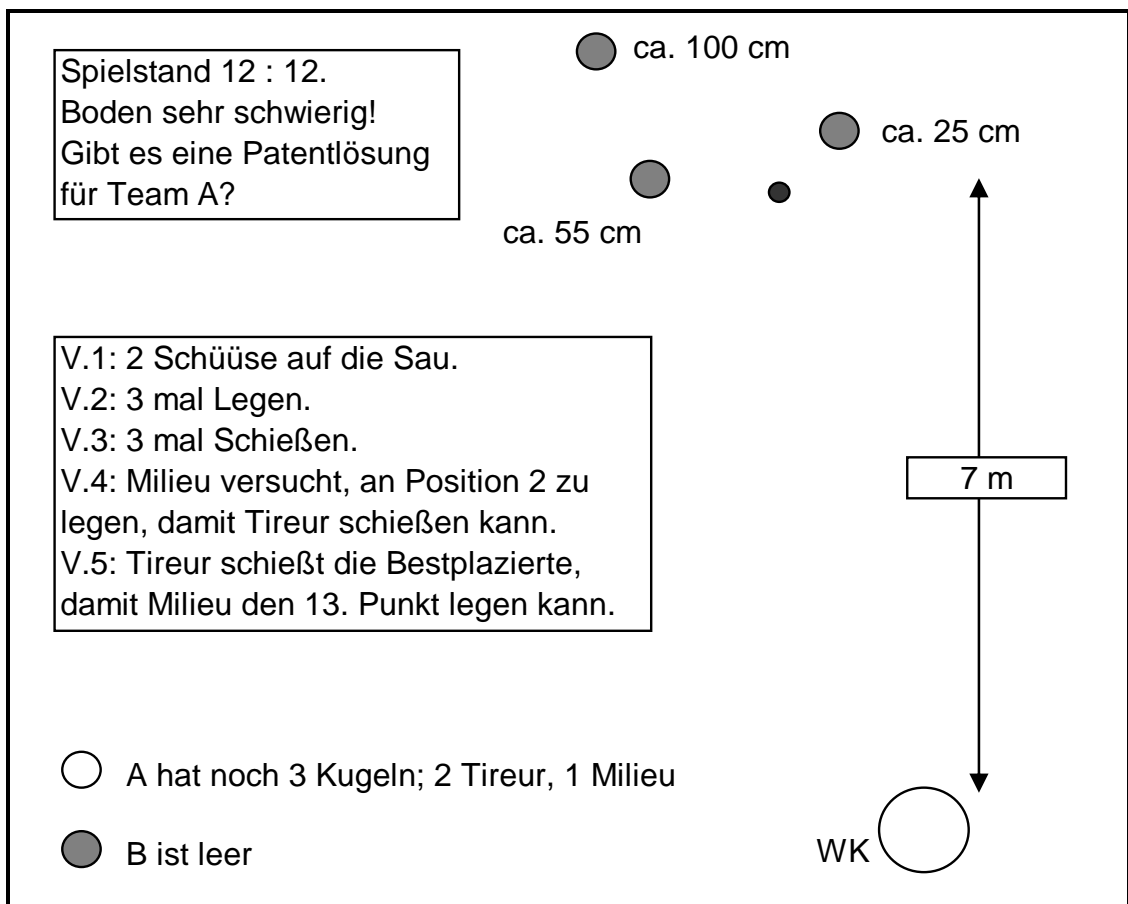 ca. 100 cm
Spielstand 12 : 12.
Boden sehr schwierig!
Gibt es eine Patentlösung
für Team A?
ca. 25 cm
ca. 55 cm
V.1: 2 Schüüse auf die Sau.
V.2: 3 mal Legen.
V.3: 3 mal Schießen.
V.4: Milieu versucht, an Position 2 zu
legen, damit Tireur schießen kann.
V.5: Tireur schießt die Bestplazierte,
damit Milieu den 13. Punkt legen kann.
7 m
A hat noch 3 Kugeln; 2 Tireur, 1 Milieu
B ist leer
WK